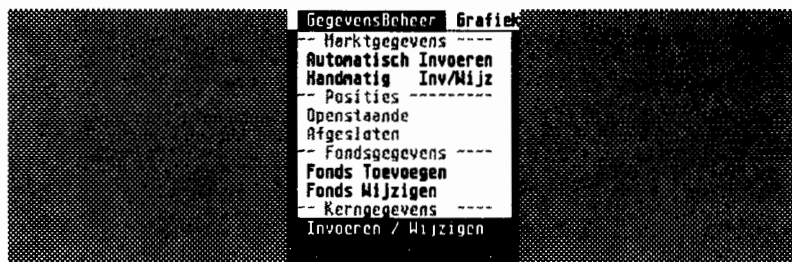 GegevensBeheer Grafiek
-- Marktgegevens ----
Automatisch Invoeren
Handmatig Inv/Wijz
-- Posities ---------
Openstaande
Afgesloten
-- Fondsgegevens ----
Fonds Toevoegen
Fonds Wijzigen
-- Kerngegevens ----
Invoeren / Wijzigen